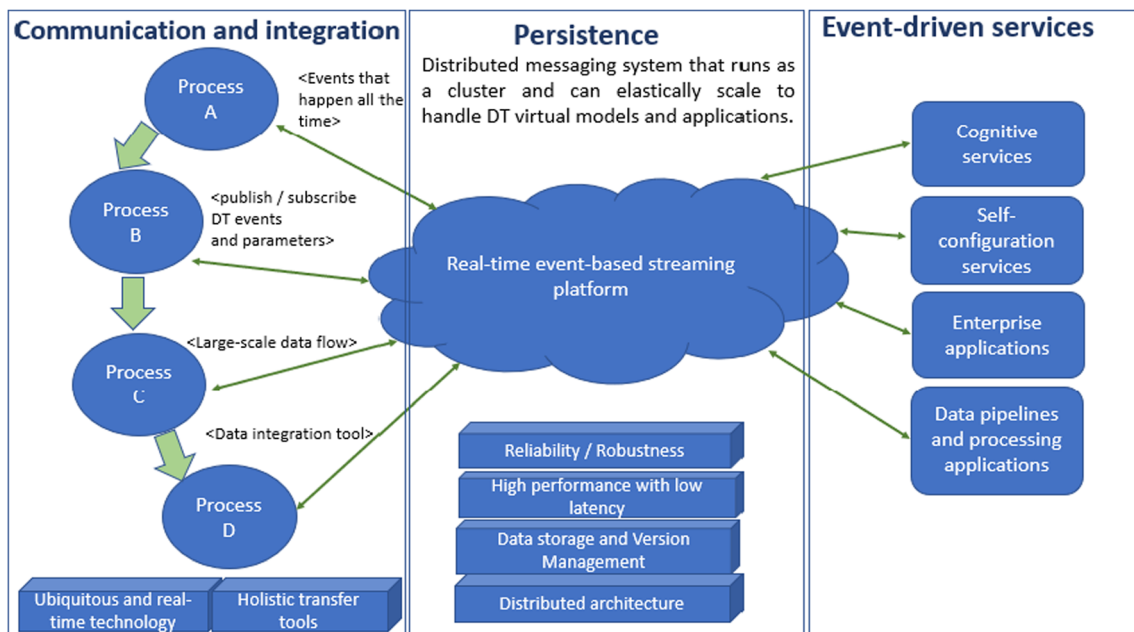 Communication and integration
Process
A
<Events that
happen all the
time>
Process
B
<publish / subscribe
DT events
and parameters>
<Large-scale data flow>
Process
C
<Data integration tool>
Process
D
Ubiquitous and real-
time technology
Holistic transfer
tools
Persistence
Distributed messaging system that runs as
a cluster and can elastically scale to
handle DT virtual models and applications.
Real-time event-based streaming
platform
Reliability / Robustness
High performance with low
latency
Data storage and Version
Management
Distributed architecture
Event-driven services
Cognitive
services
Self-
configuration
services
Enterprise
applications
Data pipelines
and processing
applications